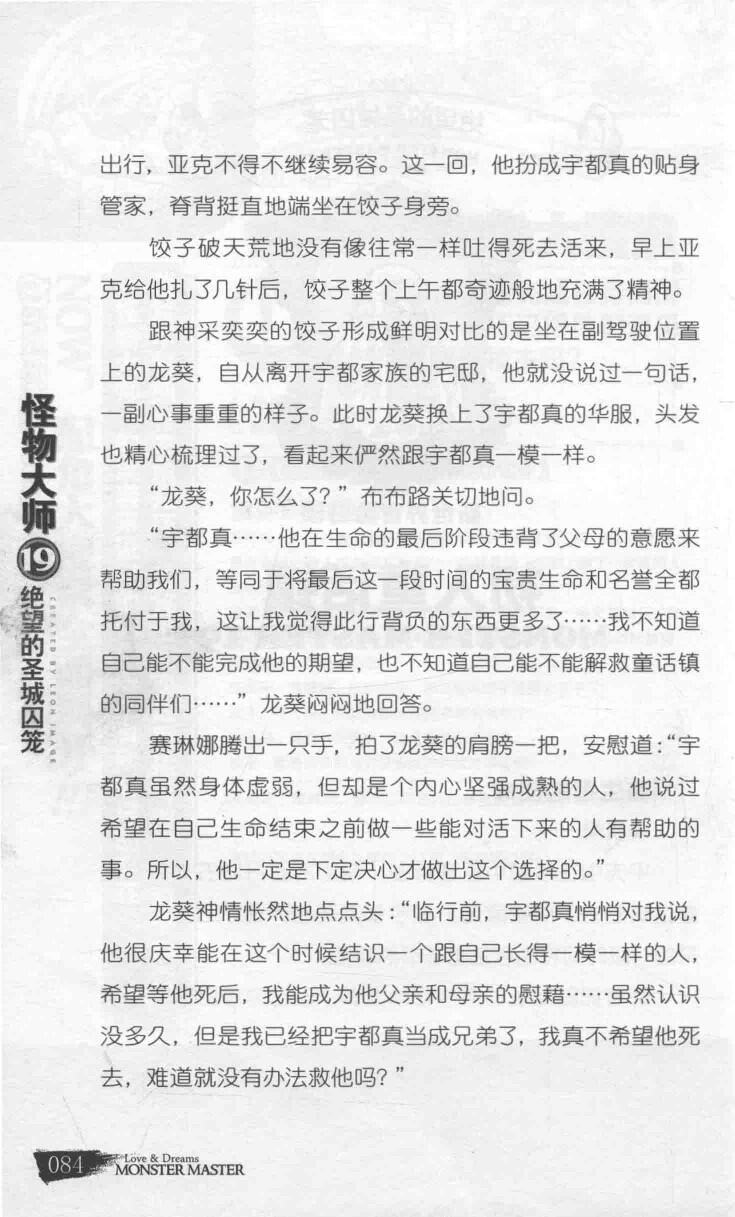 出行，亚克不得不继续易容。这一回，他扮成宇都真的贴身
管家，脊背挺直地端坐在饺子身旁。
饺子破天荒地没有像往常一样吐得死去活来，早上亚
克给他扎了几针后，饺子整个上午都奇迹般地充满了精神。
跟神采奕奕的饺子形成鲜明对比的是坐在副驾驶位置
上的龙葵，自从离开宇都家族的宅邸，他就没说过一句话，
一副心事重重的样子。此时龙葵换上了宇都真的华服，头发
也精心梳理过了，看起来俨然跟宇都真一模一样。
“龙葵，你怎么了？”布布路关切地问。
“宇都真……他在生命的最后阶段违背了父母的意愿来
帮助我们，等同于将最后这一段时间的宝贵生命和名誉全都
托付于我，这让我觉得此行背负的东西更多了……我不知道
自己能不能完成他的期望，也不知道自己能不能解救童话镇
的同伴们……”龙葵闷闷地回答。
赛琳娜腾出一只手，拍了龙葵的肩膀一把，安慰道：“宇
都真虽然身体虚弱，但却是个内心坚强成熟的人，他说过
希望在自己生命结束之前做一些能对活下来的人有帮助的
事。所以，他一定是下定决心才做出这个选择的。”
龙葵神情怅然地点点头：“临行前，宇都真悄悄对我说，
他很庆幸能在这个时候结识一个跟自己长得一模一样的人，
希望等他死后，我能成为他父亲和母亲的慰藉……虽然认识
没多久，但是我已经把宇都真当成兄弟了，我真不希望他死
去，难道就没有办法救他吗？”
怪物大师
19
绝望的圣城囚笼
CREATED BY LEON IMAGE
084
Love & Dreams
MONSTER MASTER